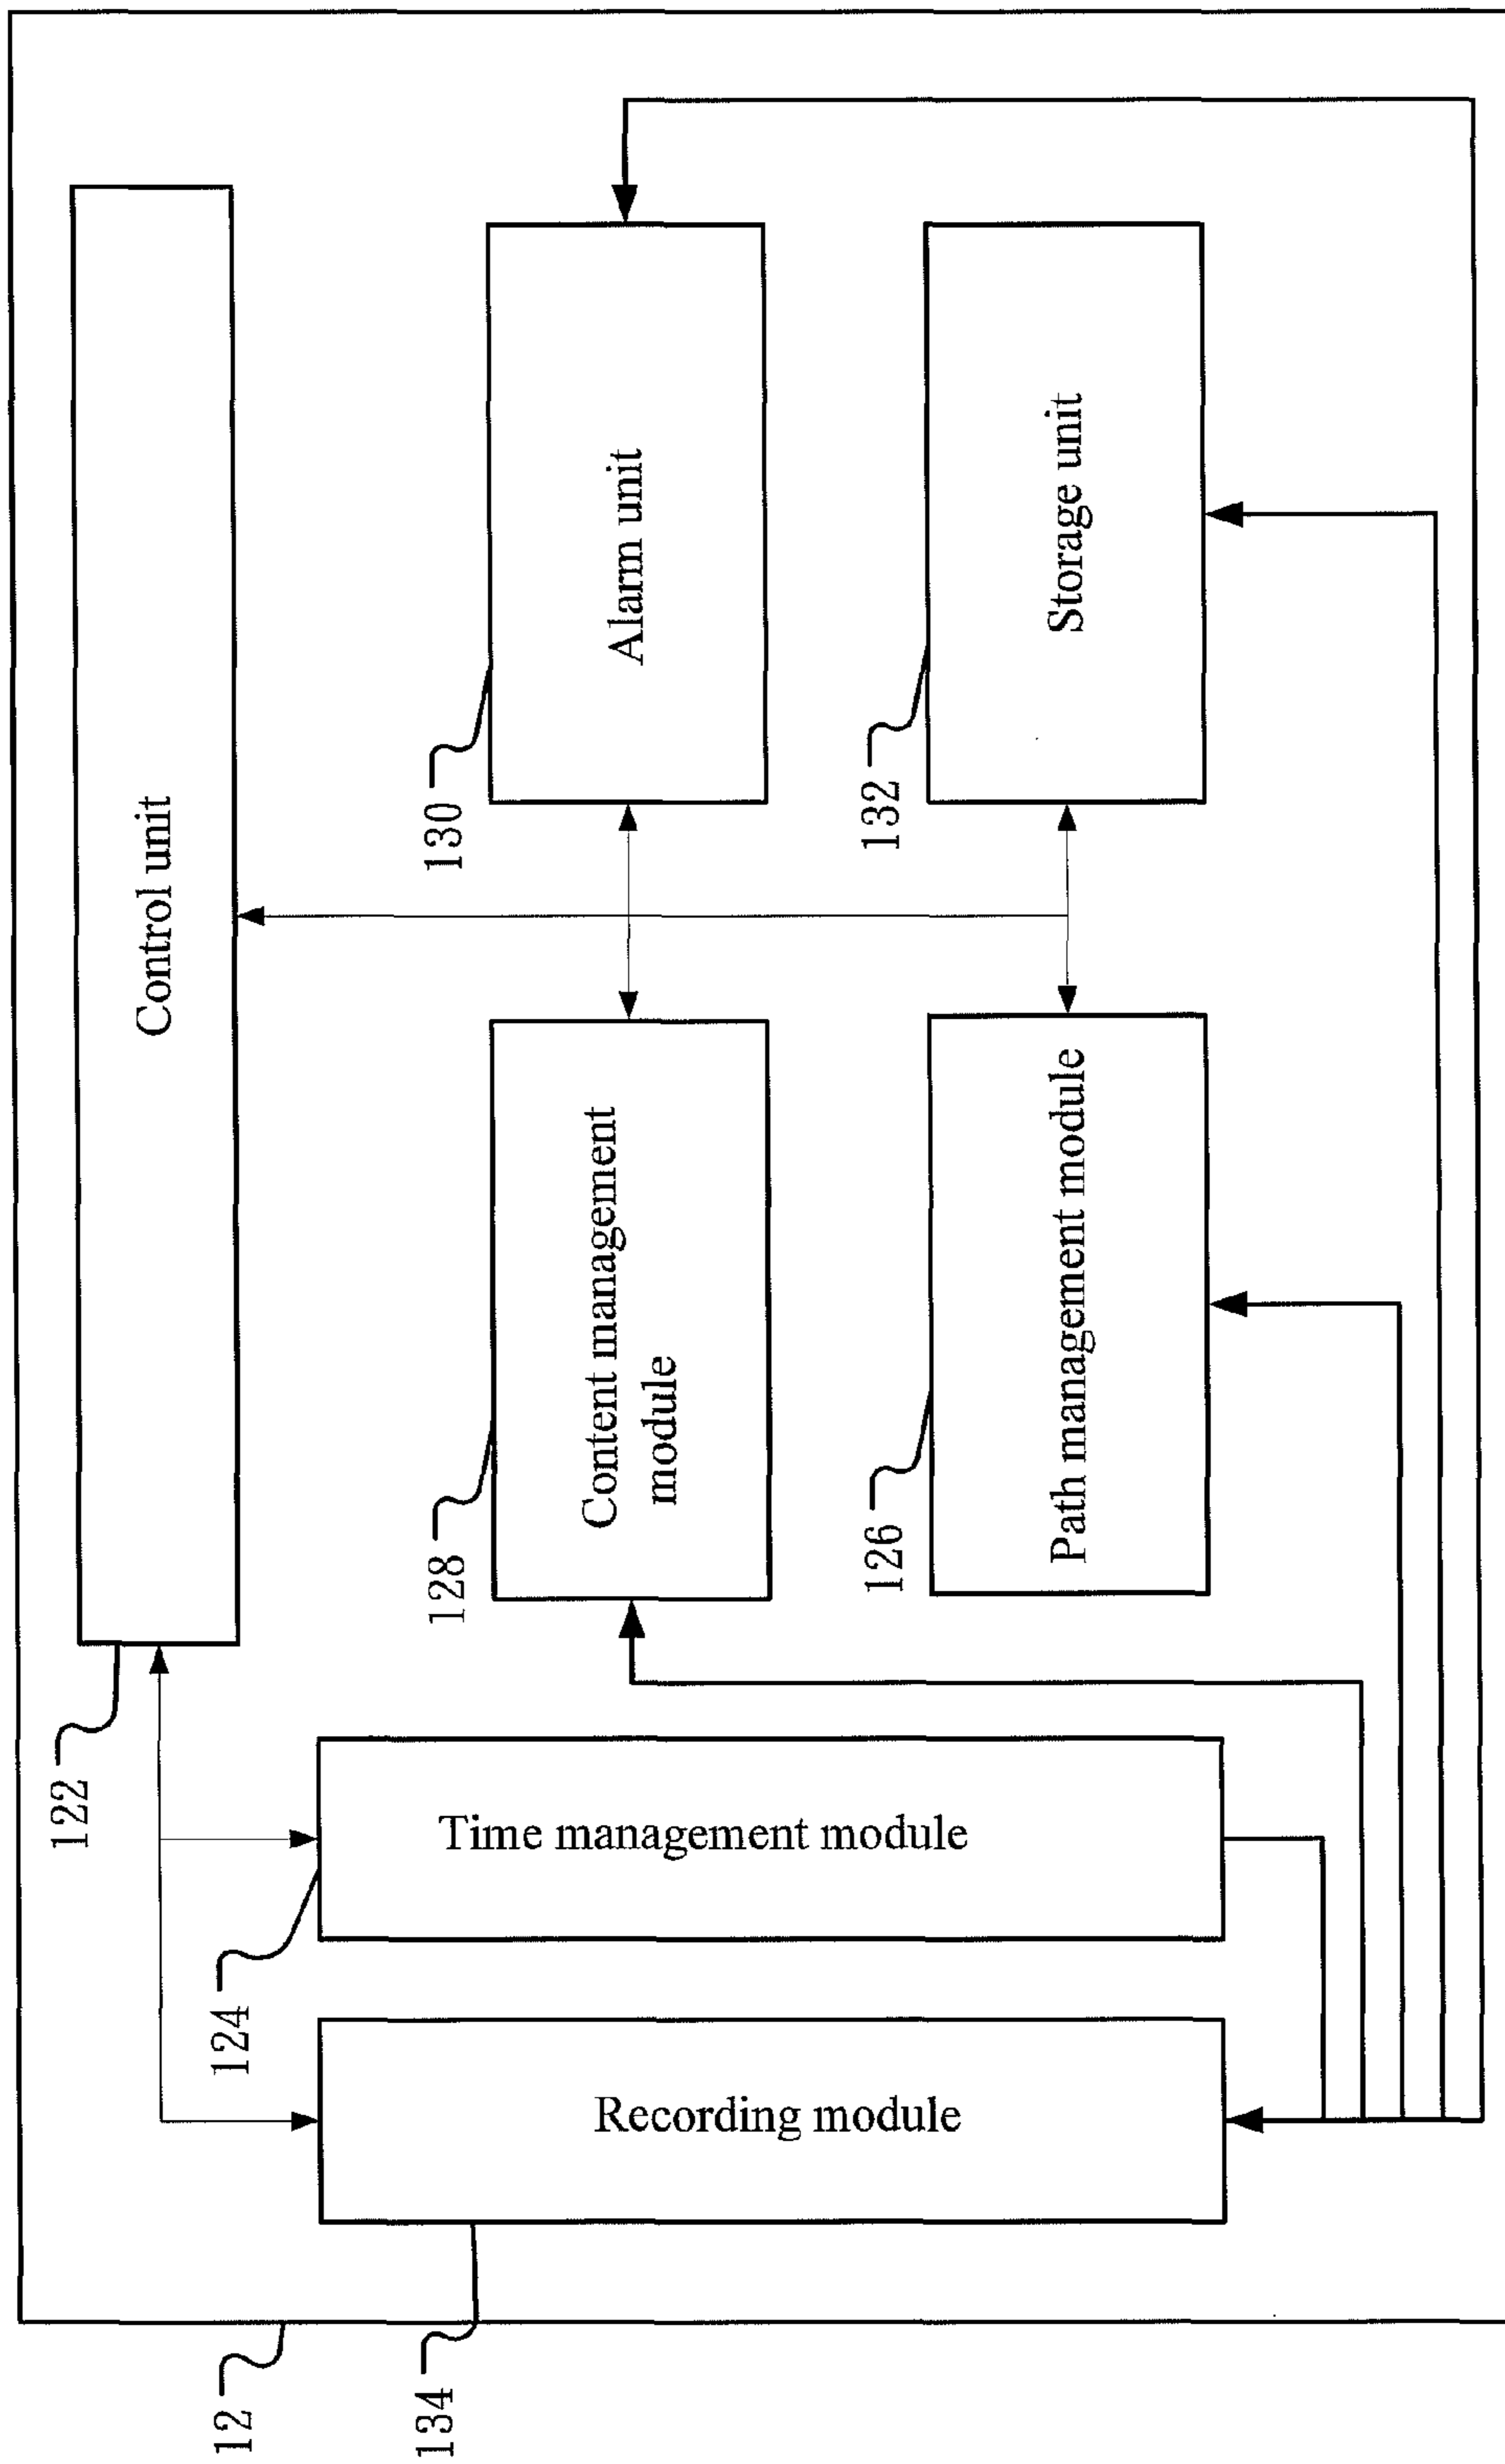 Control unit
122
Alarm unit
130
Content management
module
128
Storage unit
132
Path management module
126
Time management module
124
Recording module
134
12